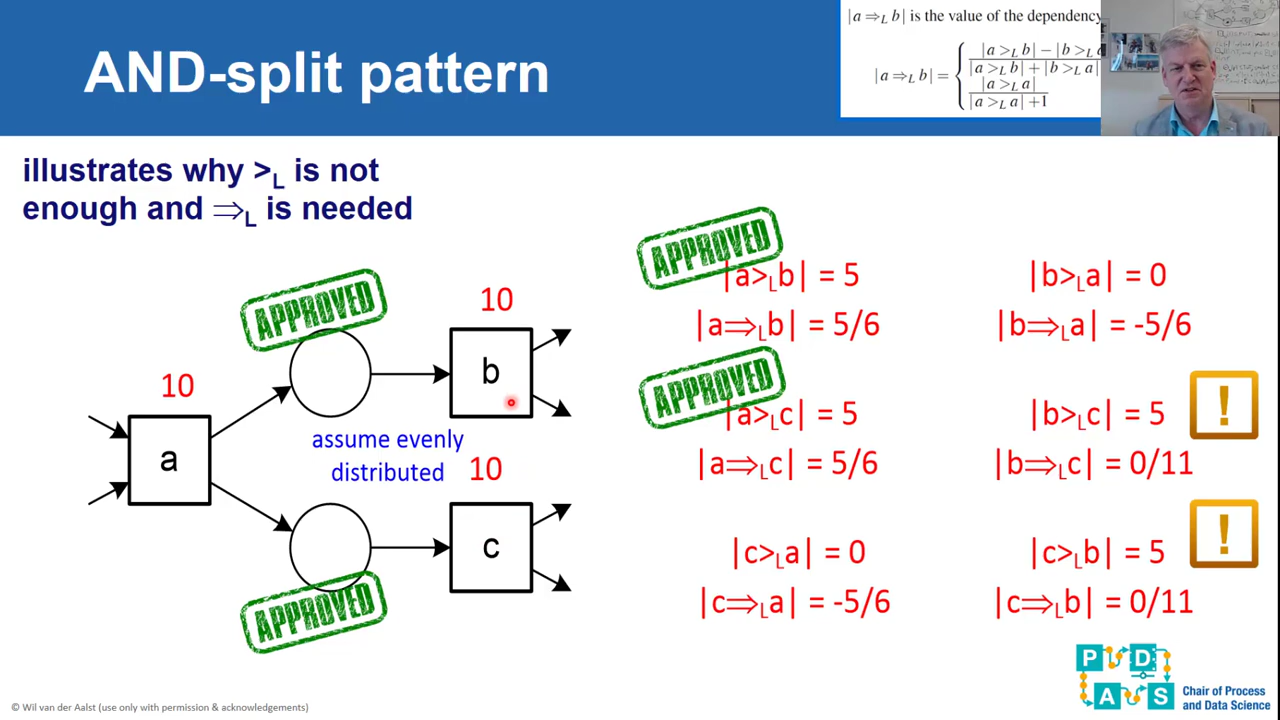 AND-split pattern
|a ⇒L b| is the value of the dependency
|a ⇒L b| = { |a >L b| − |b >L
|a >L b| + |b >L a|
|a >L a|
|a >L a| +1
illustrates why >L is not
enough and ⇒L is needed
APPROVED
10
b
10
a
assume evenly
distributed
10
c
APPROVED
APPROVED
|a>Lb| = 5
|b>La| = 0
|a⇒Lb| = 5/6
|b⇒La| = -5/6
APPROVED
|a>Lc| = 5
|b>Lc| = 5
!
|a⇒Lc| = 5/6
|b⇒Lc| = 0/11
|c>La| = 0
|c>Lb| = 5
!
|c⇒La| = -5/6
|c⇒Lb| = 0/11
P D
A S
Chair of Process
and Data Science
© Wil van der Aalst (use only with permission & acknowledgements)